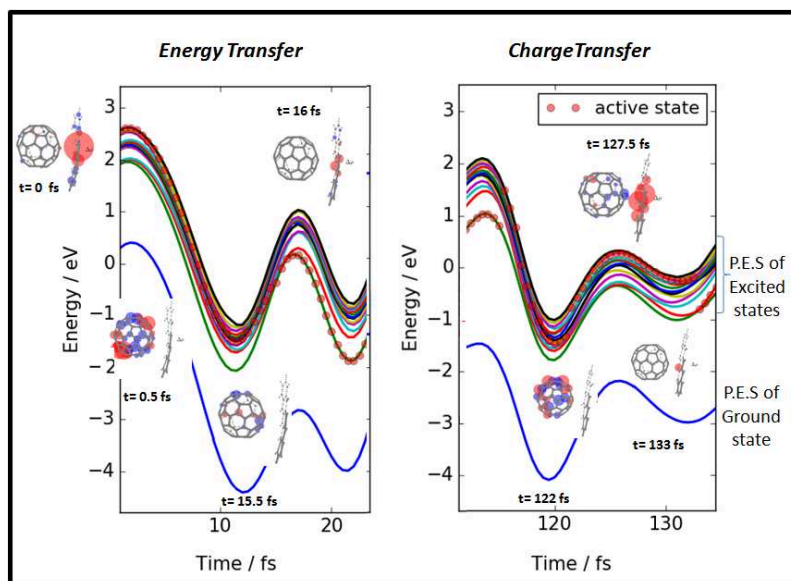 Energy Transfer
ChargeTransfer
3
2
1
0
−1
−2
−3
−4
Energy / eV
10
20
Time / fs
t= 0 fs
t= 0.5 fs
t= 15.5 fs
t= 16 fs
4
3
2
1
0
−1
−2
−3
−4
Energy / eV
120
130
Time / fs
active state
t= 127.5 fs
t= 122 fs
t= 133 fs
P.E.S of
Excited
states
P.E.S of
Ground
state